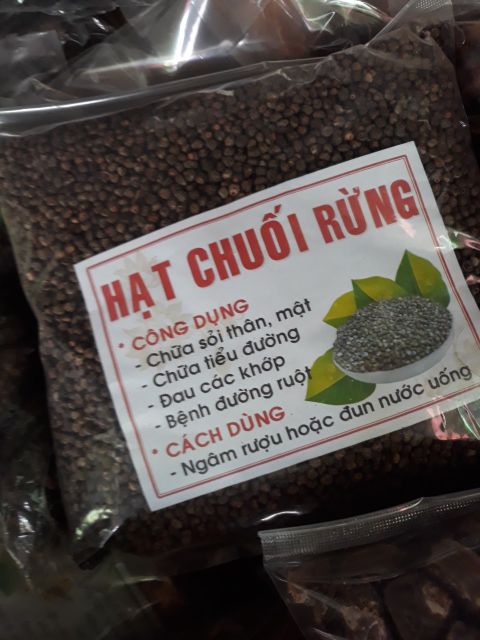 HẠT CHUỐI RỪNG
• CÔNG DỤNG
- Chữa sỏi thân, mật
- Chữa tiểu đường
- Đau các khớp
- Bệnh đường ruột
• CÁCH DÙNG
- Ngâm rượu hoặc đun nước uống